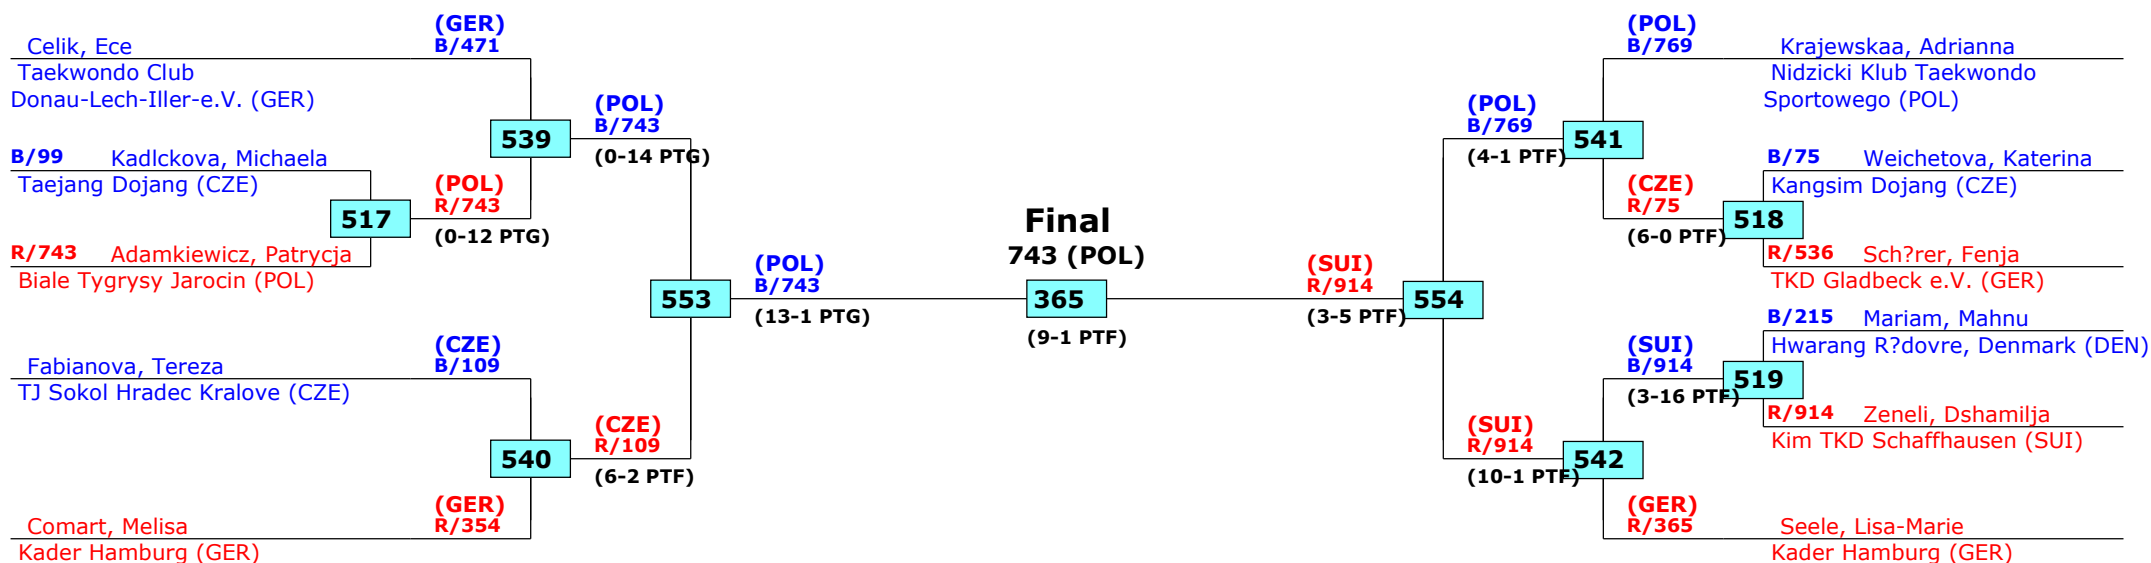 (GER)
B/471
Celik, Ece
Taekwondo Club
Donau-Lech-Iller-e.V. (GER)
539
(POL)
B/743
(0-14 PTG)
B/99 Kadlckova, Michaela
Taejang Dojang (CZE)
517
(POL)
R/743
(0-12 PTG)
R/743 Adamkiewicz, Patrycja
Biale Tygrysy Jarocin (POL)
553
(POL)
B/743
(13-1 PTG)
Fabianova, Tereza
TJ Sokol Hradec Kralove (CZE)
(CZE)
B/109
540
(CZE)
R/109
(6-2 PTF)
(GER)
R/354
Comart, Melisa
Kader Hamburg (GER)
Final
743 (POL)
365
(9-1 PTF)
(SUI)
R/914
(3-5 PTF)
554
(POL)
B/769
(4-1 PTF)
541
(POL)
B/769
Krajewskaa, Adrianna
Nidzicki Klub Taekwondo
Sportowego (POL)
B/75 Weichetova, Katerina
Kangsim Dojang (CZE)
(CZE)
R/75
(6-0 PTF)
518
R/536 Sch?rer, Fenja
TKD Gladbeck e.V. (GER)
B/215 Mariam, Mahnu
Hwarang R?dovre, Denmark (DEN)
(SUI)
B/914
(3-16 PTF)
519
R/914 Zeneli, Dshamilja
Kim TKD Schaffhausen (SUI)
(SUI)
R/914
(10-1 PTF)
542
(GER)
R/365
Seele, Lisa-Marie
Kader Hamburg (GER)